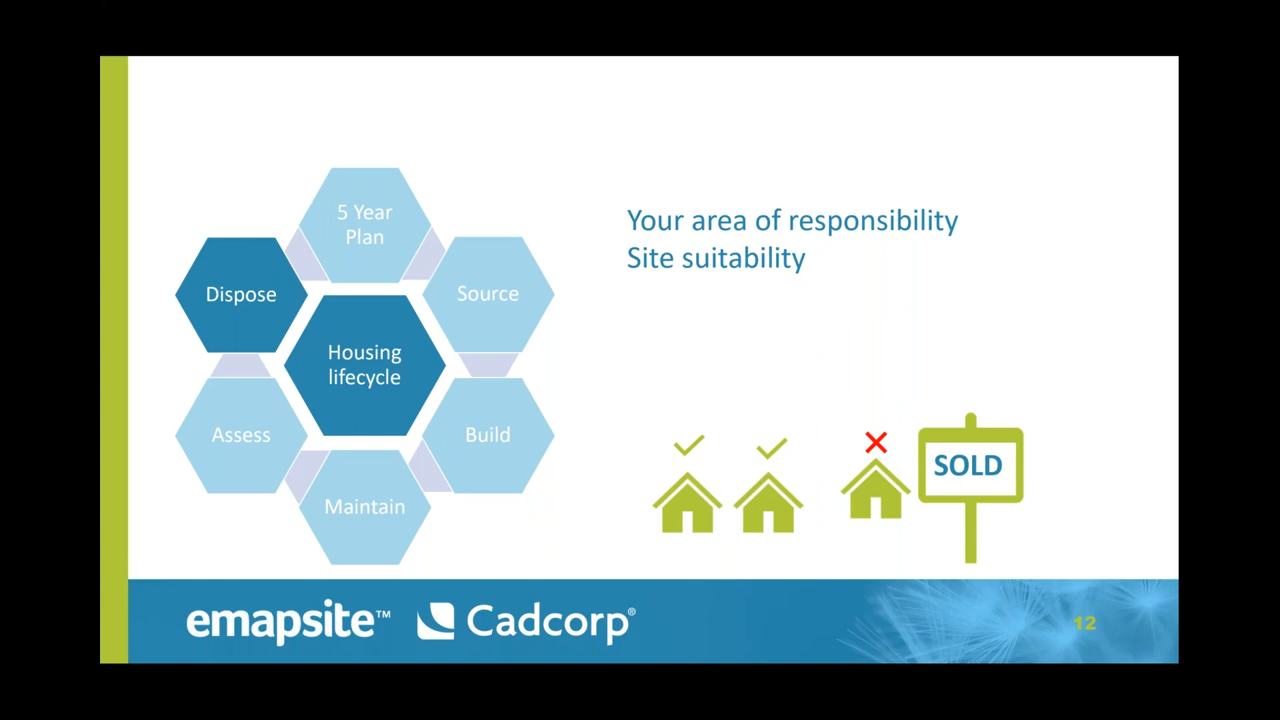 5 Year
Plan
Dispose
Source
Housing
lifecycle
Assess
Build
Maintain
Your area of responsibility
Site suitability
SOLD
emapsite™
Cadcorp®
12